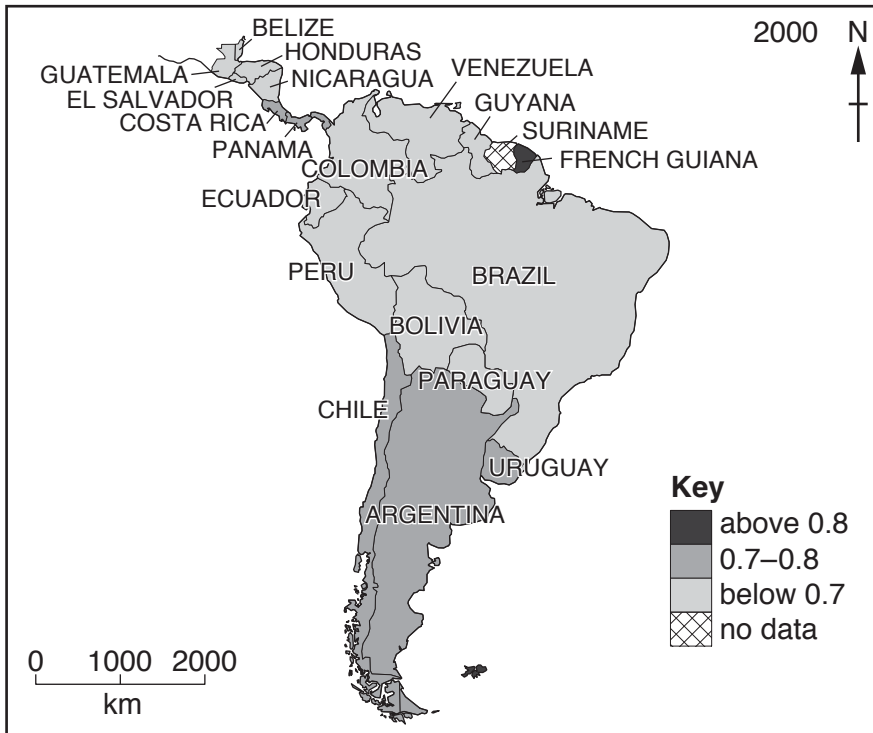 2000 N
BELIZE
HONDURAS
GUATEMALA
NICARAGUA
VENEZUELA
EL SALVADOR
GUYANA
COSTA RICA
SURINAME
PANAMA
FRENCH GUIANA
COLOMBIA
ECUADOR
PERU
BRAZIL
BOLIVIA
PARAGUAY
CHILE
URUGUAY
ARGENTINA
Key
above 0.8
0.7–0.8
below 0.7
no data
0 1000 2000
km